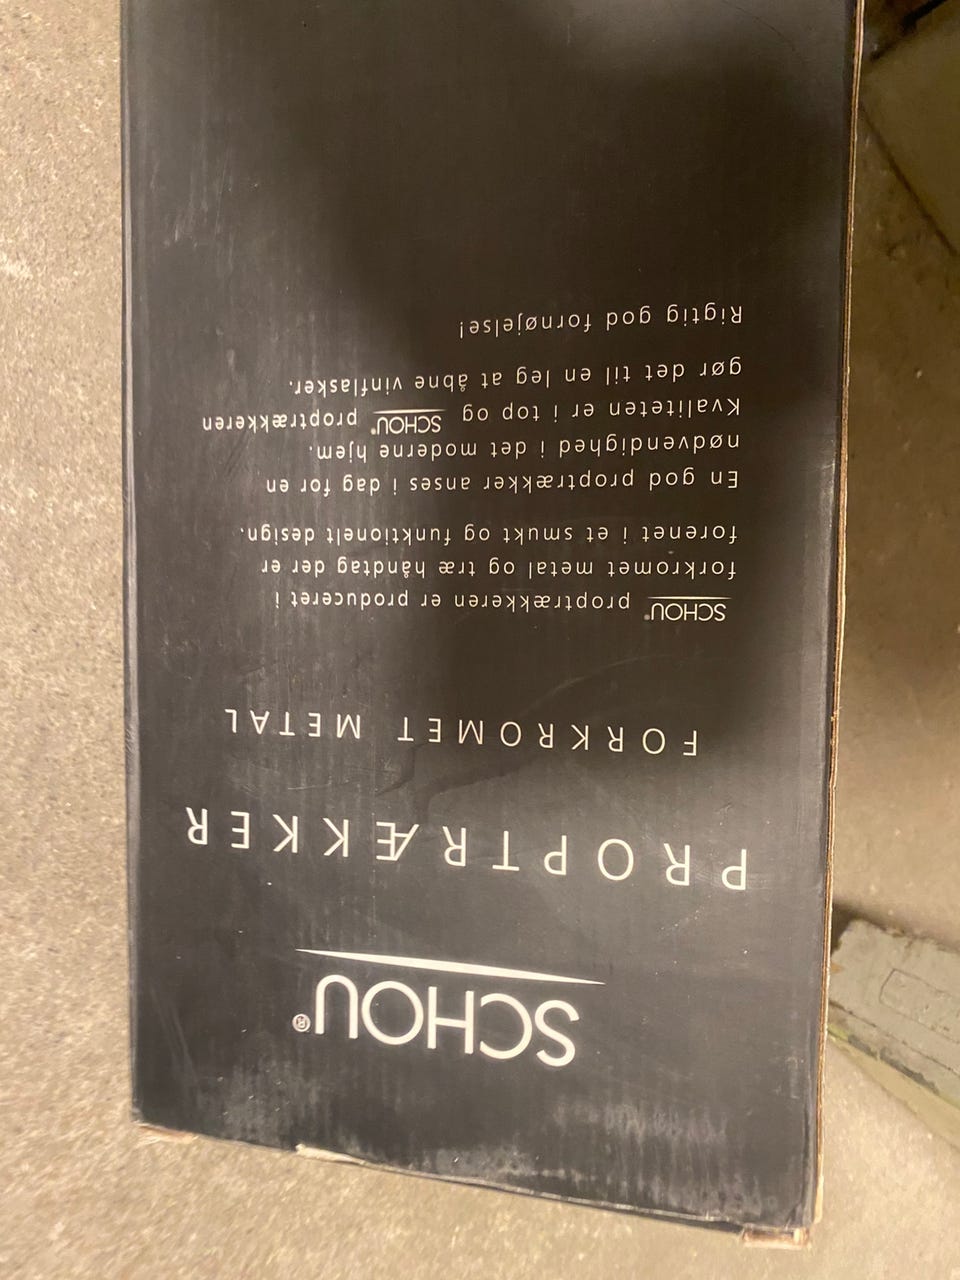 SCHOU®
PROPTRÆKKER
FORKROMET METAL
SCHOU® proptrækkeren er produceret i
forkromet metal og træ håndtag der er
forenet i et smukt og funktionelt design.
En god proptrækker anses i dag for en
nødvendighed i det moderne hjem.
Kvaliteten er i top og SCHOU® proptrækkeren
gør det til en leg at åbne vinflasker.
Rigtig god fornøjelse!